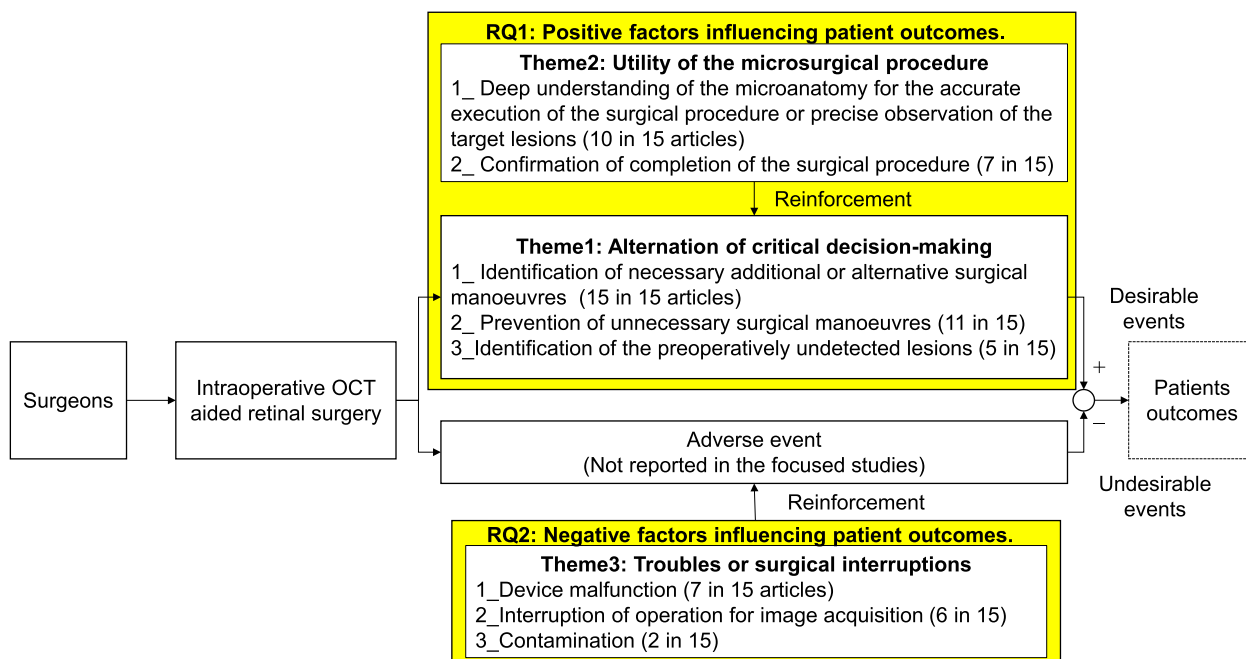 RQ1: Positive factors influencing patient outcomes.
Theme2: Utility of the microsurgical procedure
1_ Deep understanding of the microanatomy for the accurate
execution of the surgical procedure or precise observation of the
target lesions (10 in 15 articles)
2_ Confirmation of completion of the surgical procedure (7 in 15)
Reinforcement
Theme1: Alternation of critical decision-making
1_ Identification of necessary additional or alternative surgical
manoeuvres  (15 in 15 articles)
2_ Prevention of unnecessary surgical manoeuvres (11 in 15)
3_Identification of the preoperatively undetected lesions (5 in 15)
Surgeons
Intraoperative OCT
aided retinal surgery
Desirable
events
+
Patients
outcomes
−
Adverse event
(Not reported in the focused studies)
Undesirable
events
Reinforcement
RQ2: Negative factors influencing patient outcomes.
Theme3: Troubles or surgical interruptions
1_Device malfunction (7 in 15 articles)
2_Interruption of operation for image acquisition (6 in 15)
3_Contamination (2 in 15)